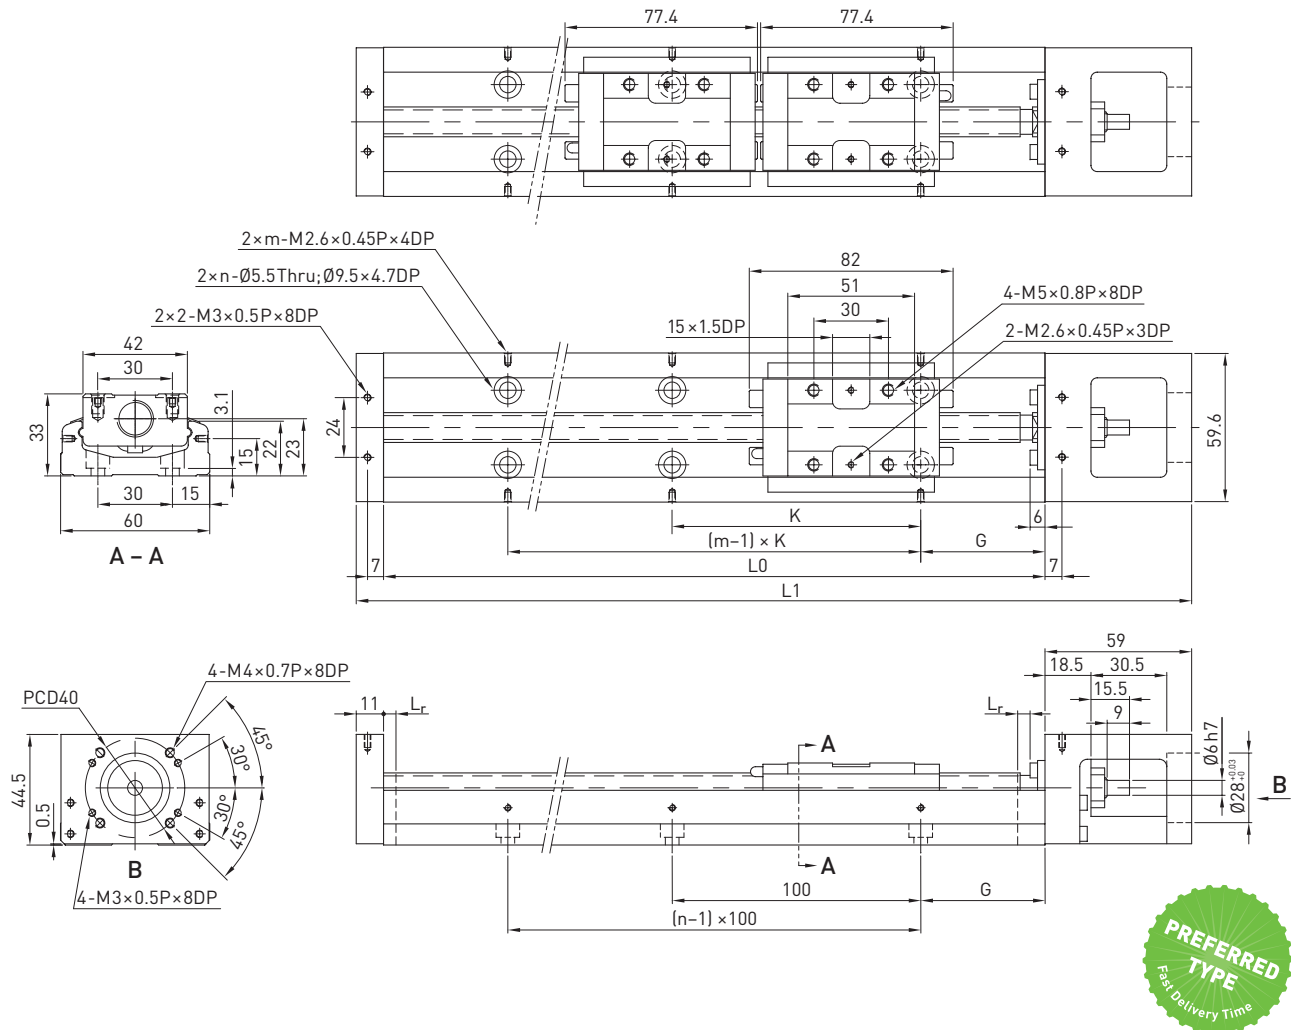 77.4
77.4
2×m-M2.6×0.45P×4DP
2×n-Ø5.5Thru;Ø9.5×4.7DP
2×2-M3×0.5P×8DP
82
51
30
15×1.5DP
4-M5×0.8P×8DP
2-M2.6×0.45P×3DP
42
30
33
3.1
15
22
23
30
15
60
A – A
24
59.6
K
6
(m–1) × K
G
7
L0
7
L1
4-M4×0.7P×8DP
PCD40
45°
30°
30°
45°
44.5
0.5
B
4-M3×0.5P×8DP
11
Lr
Lr
A
A
59
18.5
30.5
15.5
9
Ø6h7
Ø28 +0.03 +0
B
100
G
(n–1) ×100
PREFERRED
TYPE
Fast Delivery Time